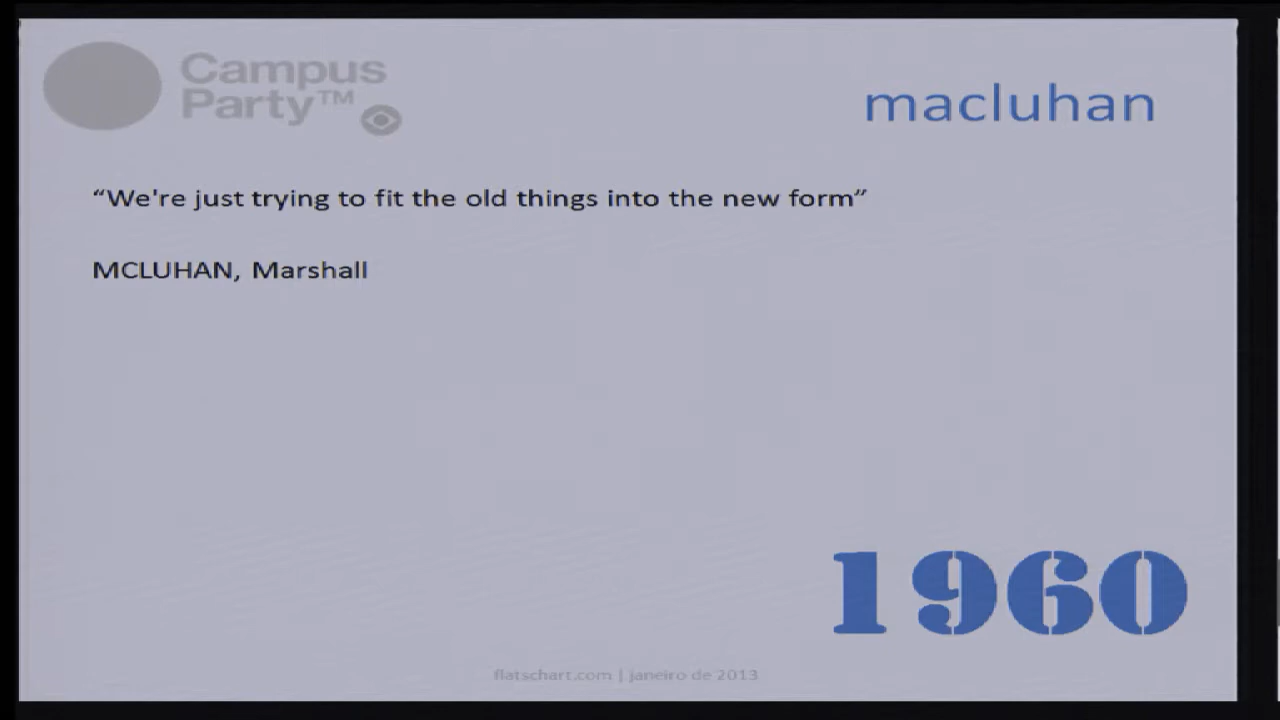 Campus
Party™
macluhan
“We're just trying to fit the old things into the new form”
MCLUHAN, Marshall
1960
flatschart.com | janeiro de 2013